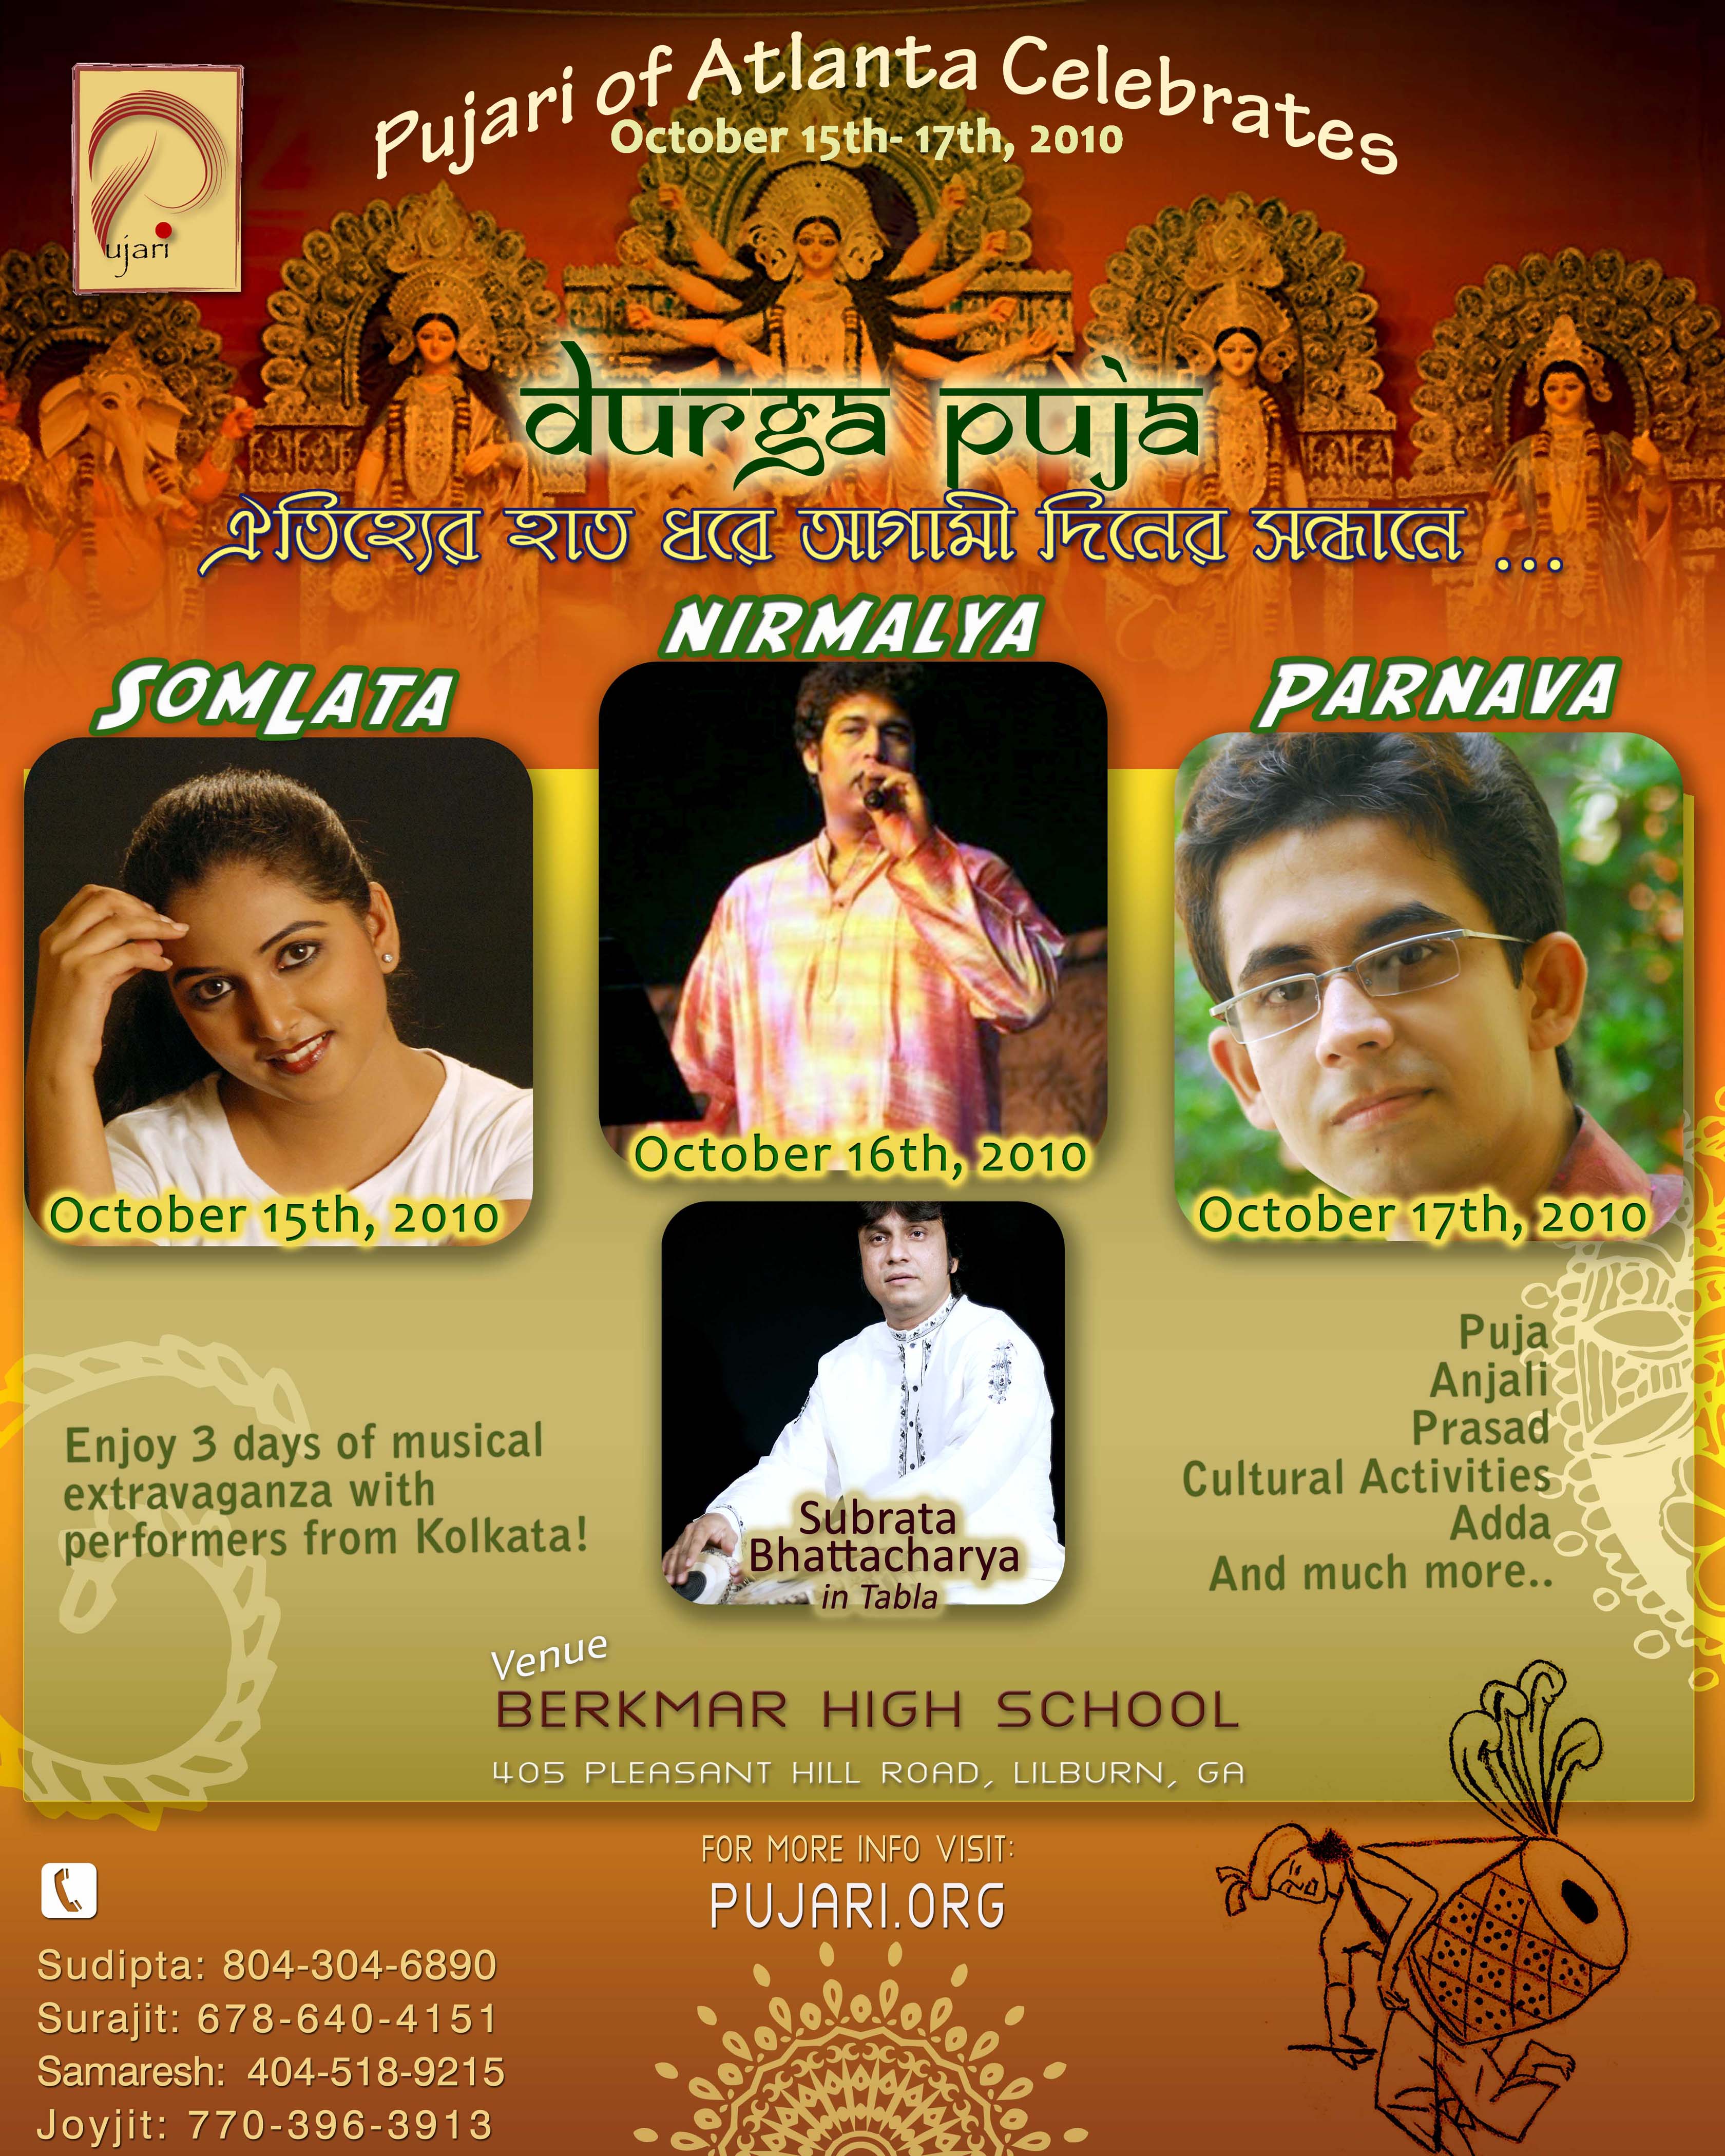 Pujari of Atlanta Celebrates
October 15th- 17th, 2010
Pujari
Durga Puja
ঐতিহ্যের হাত ধরে আগামী দিনের সন্ধানে ...
NIRMALYA
SOMLATA
PARNAVA
October 16th, 2010
October 15th, 2010
October 17th, 2010
Subrata
Bhattacharya
in Tabla
Enjoy 3 days of musical
extravaganza with
performers from Kolkata!
Puja
Anjali
Prasad
Cultural Activities
Adda
And much more..
Venue
BERKMAR HIGH SCHOOL
405 PLEASANT HILL ROAD, LILBURN, GA
FOR MORE INFO VISIT:
PUJARI.ORG
Sudipta: 804-304-6890
Surajit: 678-640-4151
Samaresh: 404-518-9215
Joyjit: 770-396-3913